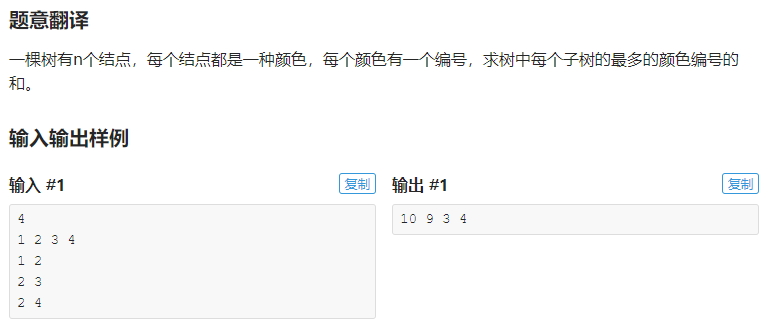 题意翻译
一棵树有n个结点，每个结点都是一种颜色，每个颜色有一个编号，求树中每个子树的最多的颜色编号的
和。
输入输出样例
输入 #1
复制
4
1 2 3 4
1 2
2 3
2 4
输出 #1
复制
10 9 3 4